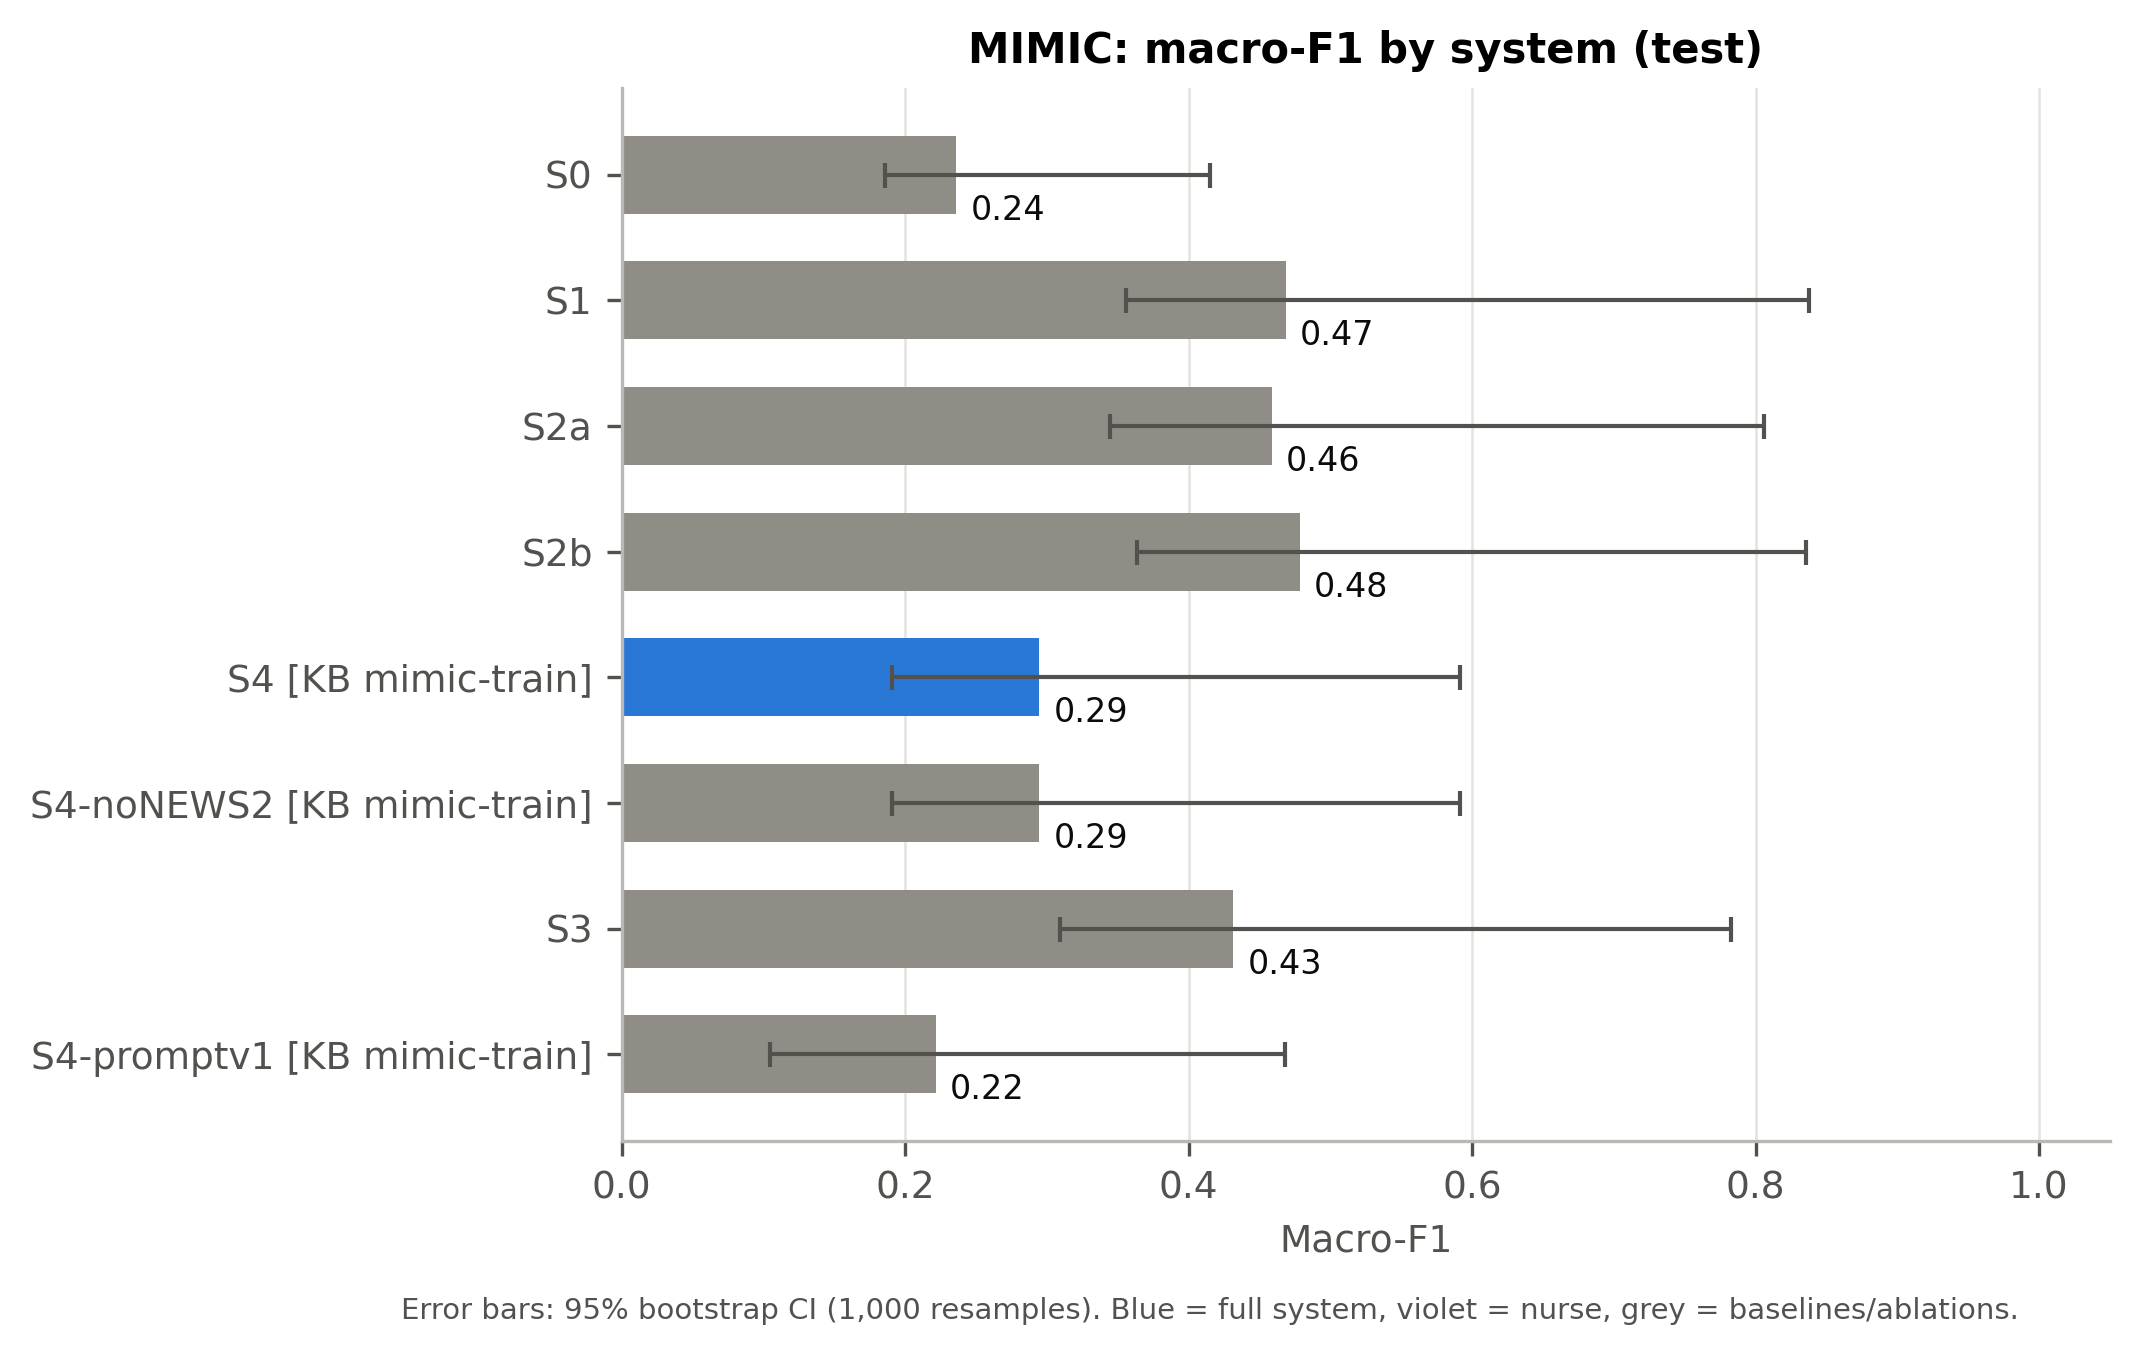 MIMIC: macro-F1 by system (test)
S0
0.24
S1
0.47
S2a
0.46
S2b
0.48
S4 [KB mimic-train]
0.29
S4-noNEWS2 [KB mimic-train]
0.29
S3
0.43
S4-promptv1 [KB mimic-train]
0.22
0.0 0.2 0.4 0.6 0.8 1.0
Macro-F1
Error bars: 95% bootstrap CI (1,000 resamples). Blue = full system, violet = nurse, grey = baselines/ablations.